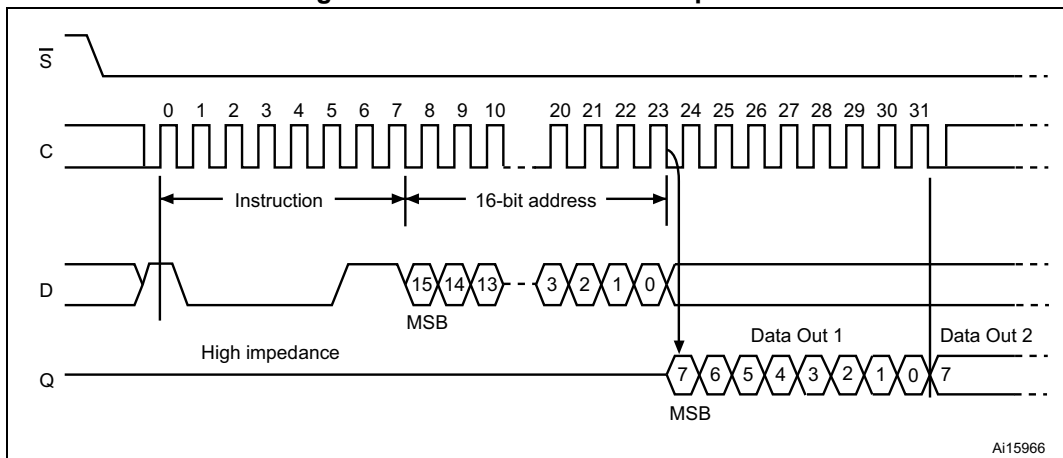 S
0 1 2 3 4 5 6 7 8 9 10 20 21 22 23 24 25 26 27 28 29 30 31
C
Instruction 16-bit address
D 15 14 13 3 2 1 0
MSB
High impedance Data Out 1 Data Out 2
Q 7 6 5 4 3 2 1 0 7
MSB
Ai15966